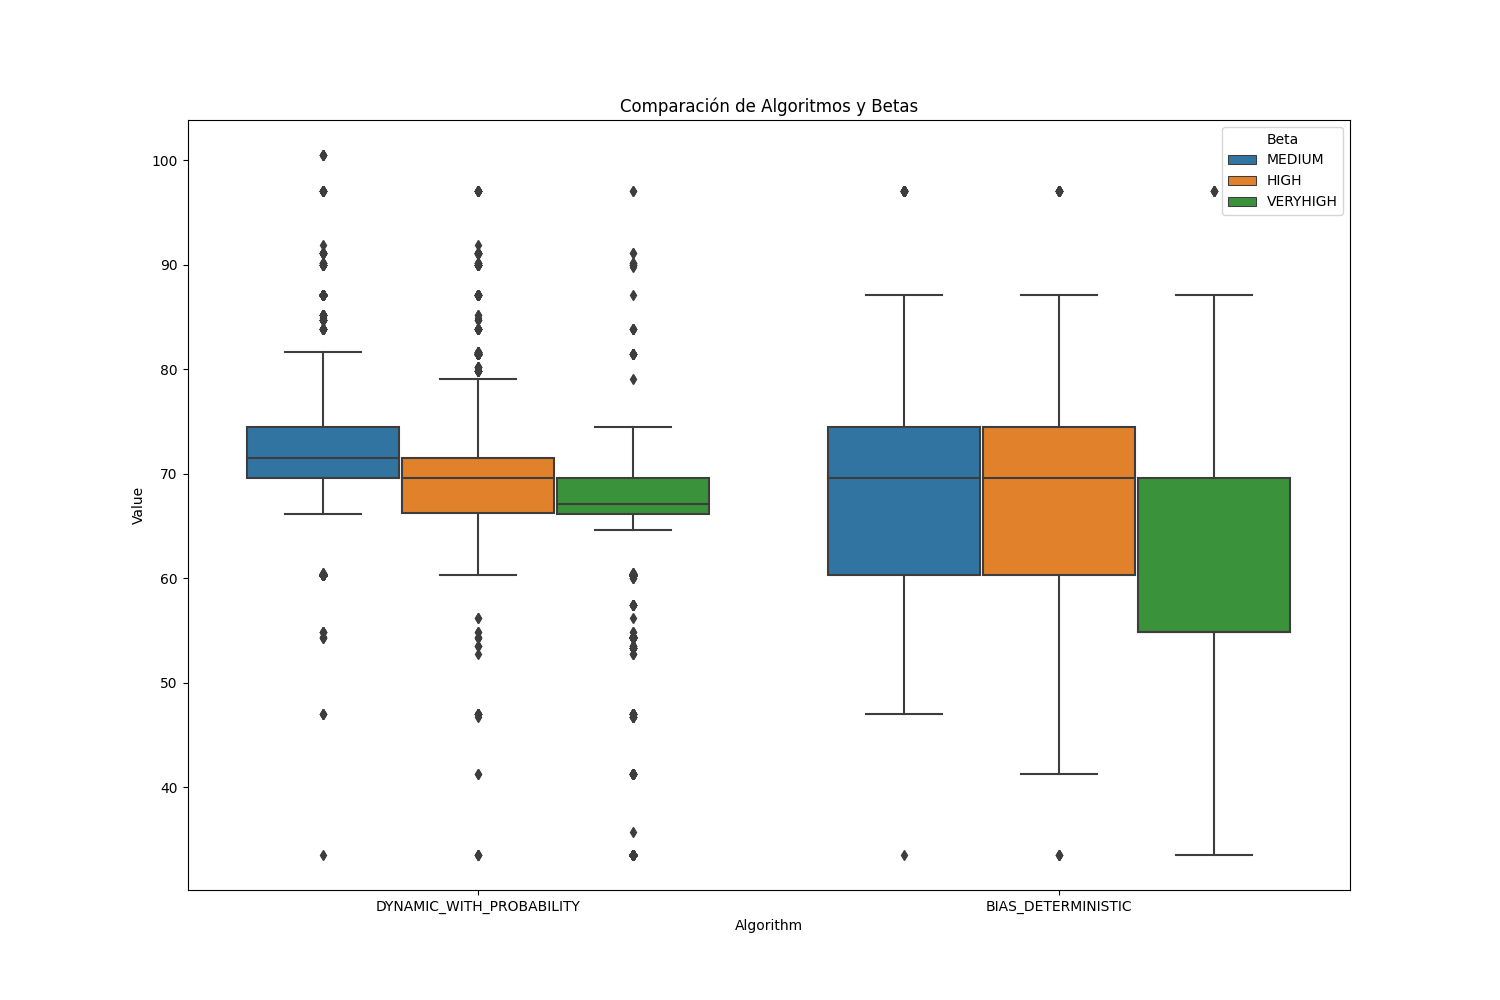 Comparación de Algoritmos y Betas
Beta
MEDIUM
HIGH
VERYHIGH
100
90
80
70
60
50
40
Value
DYNAMIC_WITH_PROBABILITY
BIAS_DETERMINISTIC
Algorithm